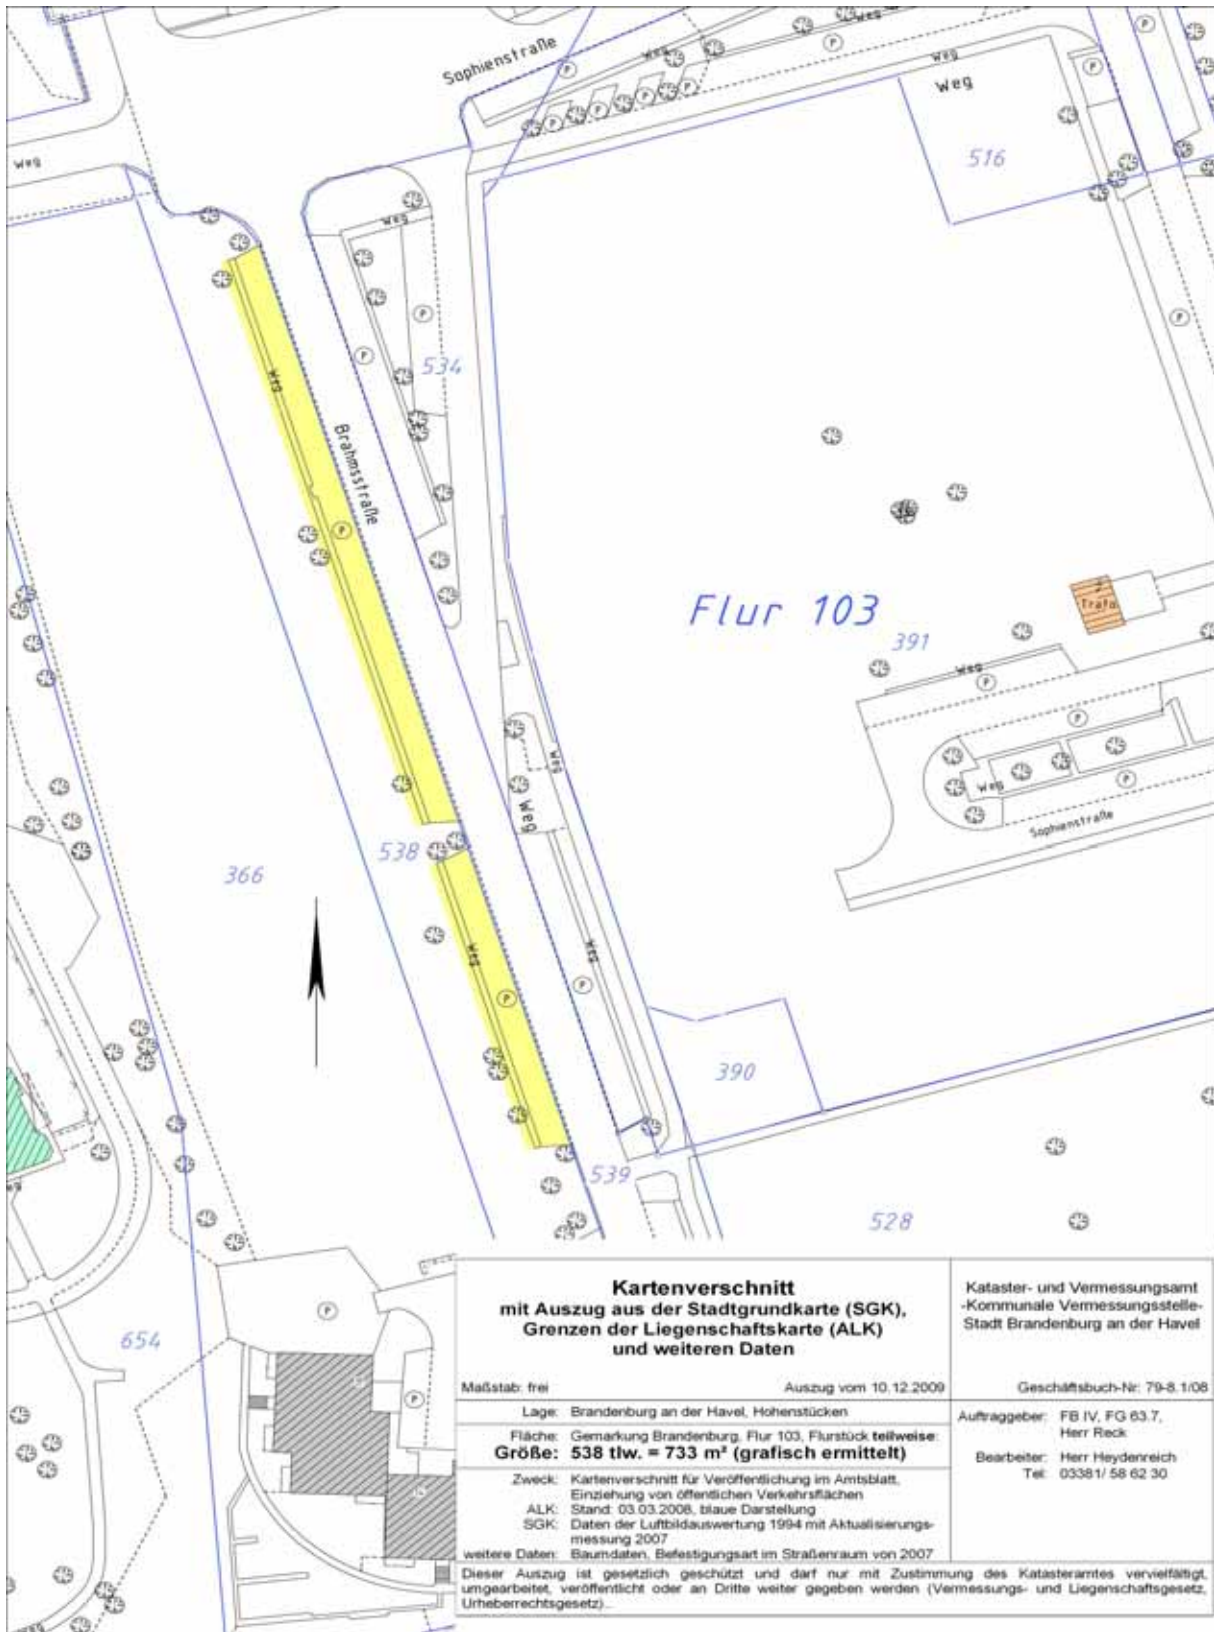 Sophienstraße
Weg
Weg
P
P
P
Weg
Weg
P
P
P
P
P
P
Weg
516
Weg
P
P
P
534
Weg
Brahmsstraße
P
Flur 103
Trafo
391
Weg
P
P
Weg
Weg
P
Sophienstraße
Weg
538
366
Weg
Weg
P
P
390
539
528
654
P
P
Kartenverschnitt
mit Auszug aus der Stadtgrundkarte (SGK),
Grenzen der Liegenschaftskarte (ALK)
und weiteren Daten
Maßstab: frei Auszug vom 10.12.2009
Kataster- und Vermessungsamt
-Kommunale Vermessungsstelle-
Stadt Brandenburg an der Havel
Geschäftsbuch-Nr: 79-8.1/08
Lage: Brandenburg an der Havel, Hohenstücken
Fläche: Gemarkung Brandenburg, Flur 103, Flurstück teilweise:
Größe: 538 tlw. = 733 m² (grafisch ermittelt)
Auftraggeber: FB IV, FG 63.7,
Herr Reck
Bearbeiter: Herr Heydenreich
Tel: 03381/ 58 62 30
Zweck: Kartenverschnitt für Veröffentlichung im Amtsblatt,
Einziehung von öffentlichen Verkehrsflächen
ALK: Stand: 03.03.2008, blaue Darstellung
SGK: Daten der Luftbildauswertung 1994 mit Aktualisierungs-
messung 2007
weitere Daten: Baumdaten, Befestigungsart im Straßenraum von 2007
Dieser Auszug ist gesetzlich geschützt und darf nur mit Zustimmung des Katasteramtes vervielfältigt,
umgearbeitet, veröffentlicht oder an Dritte weiter gegeben werden (Vermessungs- und Liegenschaftsgesetz,
Urheberrechtsgesetz)..